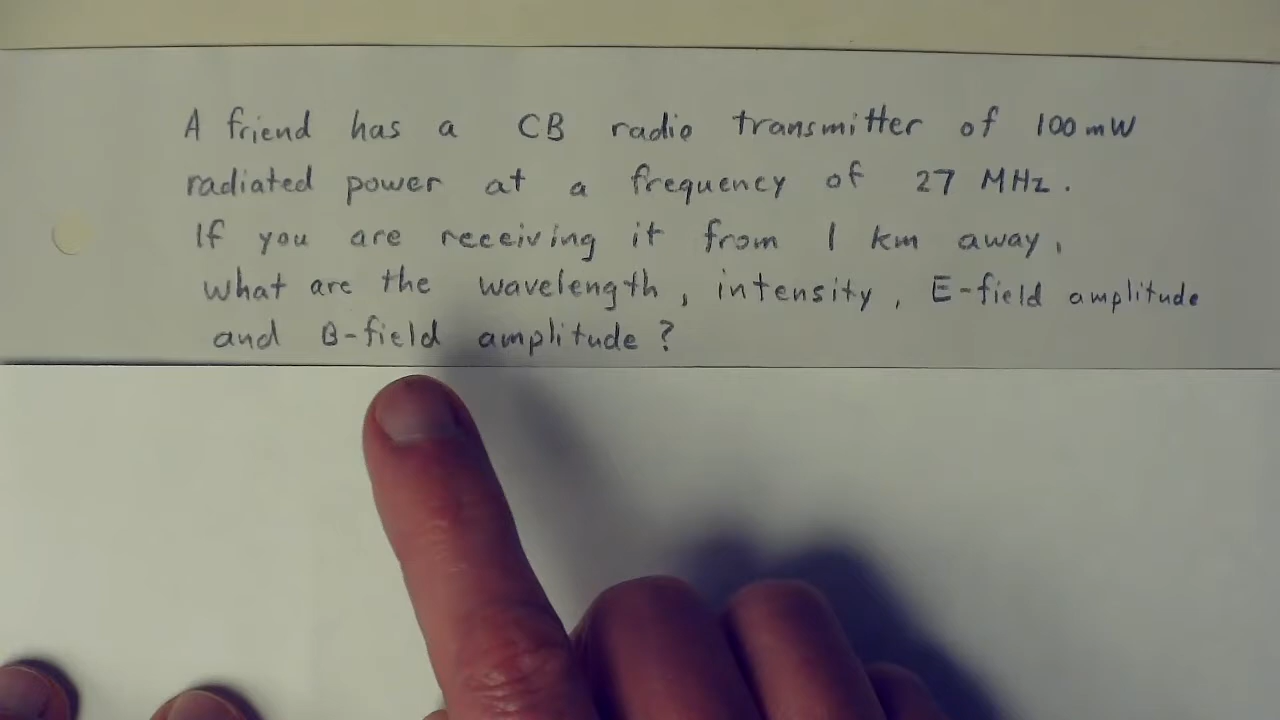 A friend has a CB radio transmitter of 100 mW
radiated power at a frequency of 27 MHz.
If you are receiving it from 1 km away,
what are the wavelength, intensity, E-field amplitude
and B-field amplitude?